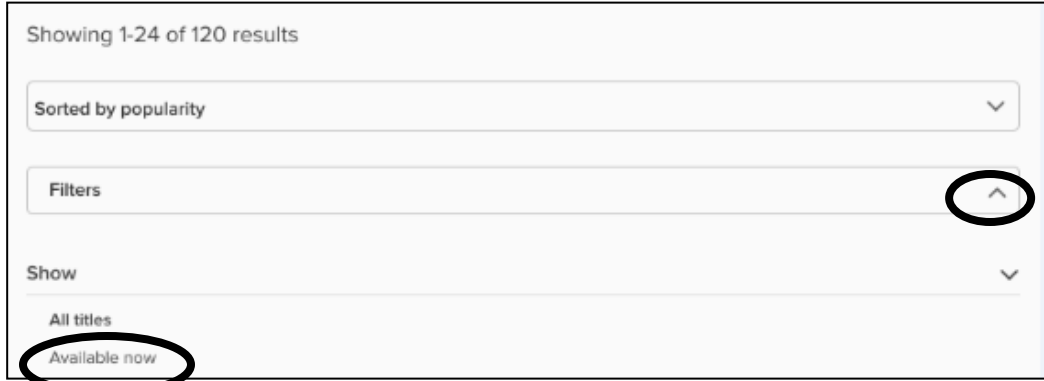 Showing 1-24 of 120 results
Sorted by popularity
Filters
Show
All titles
Available now